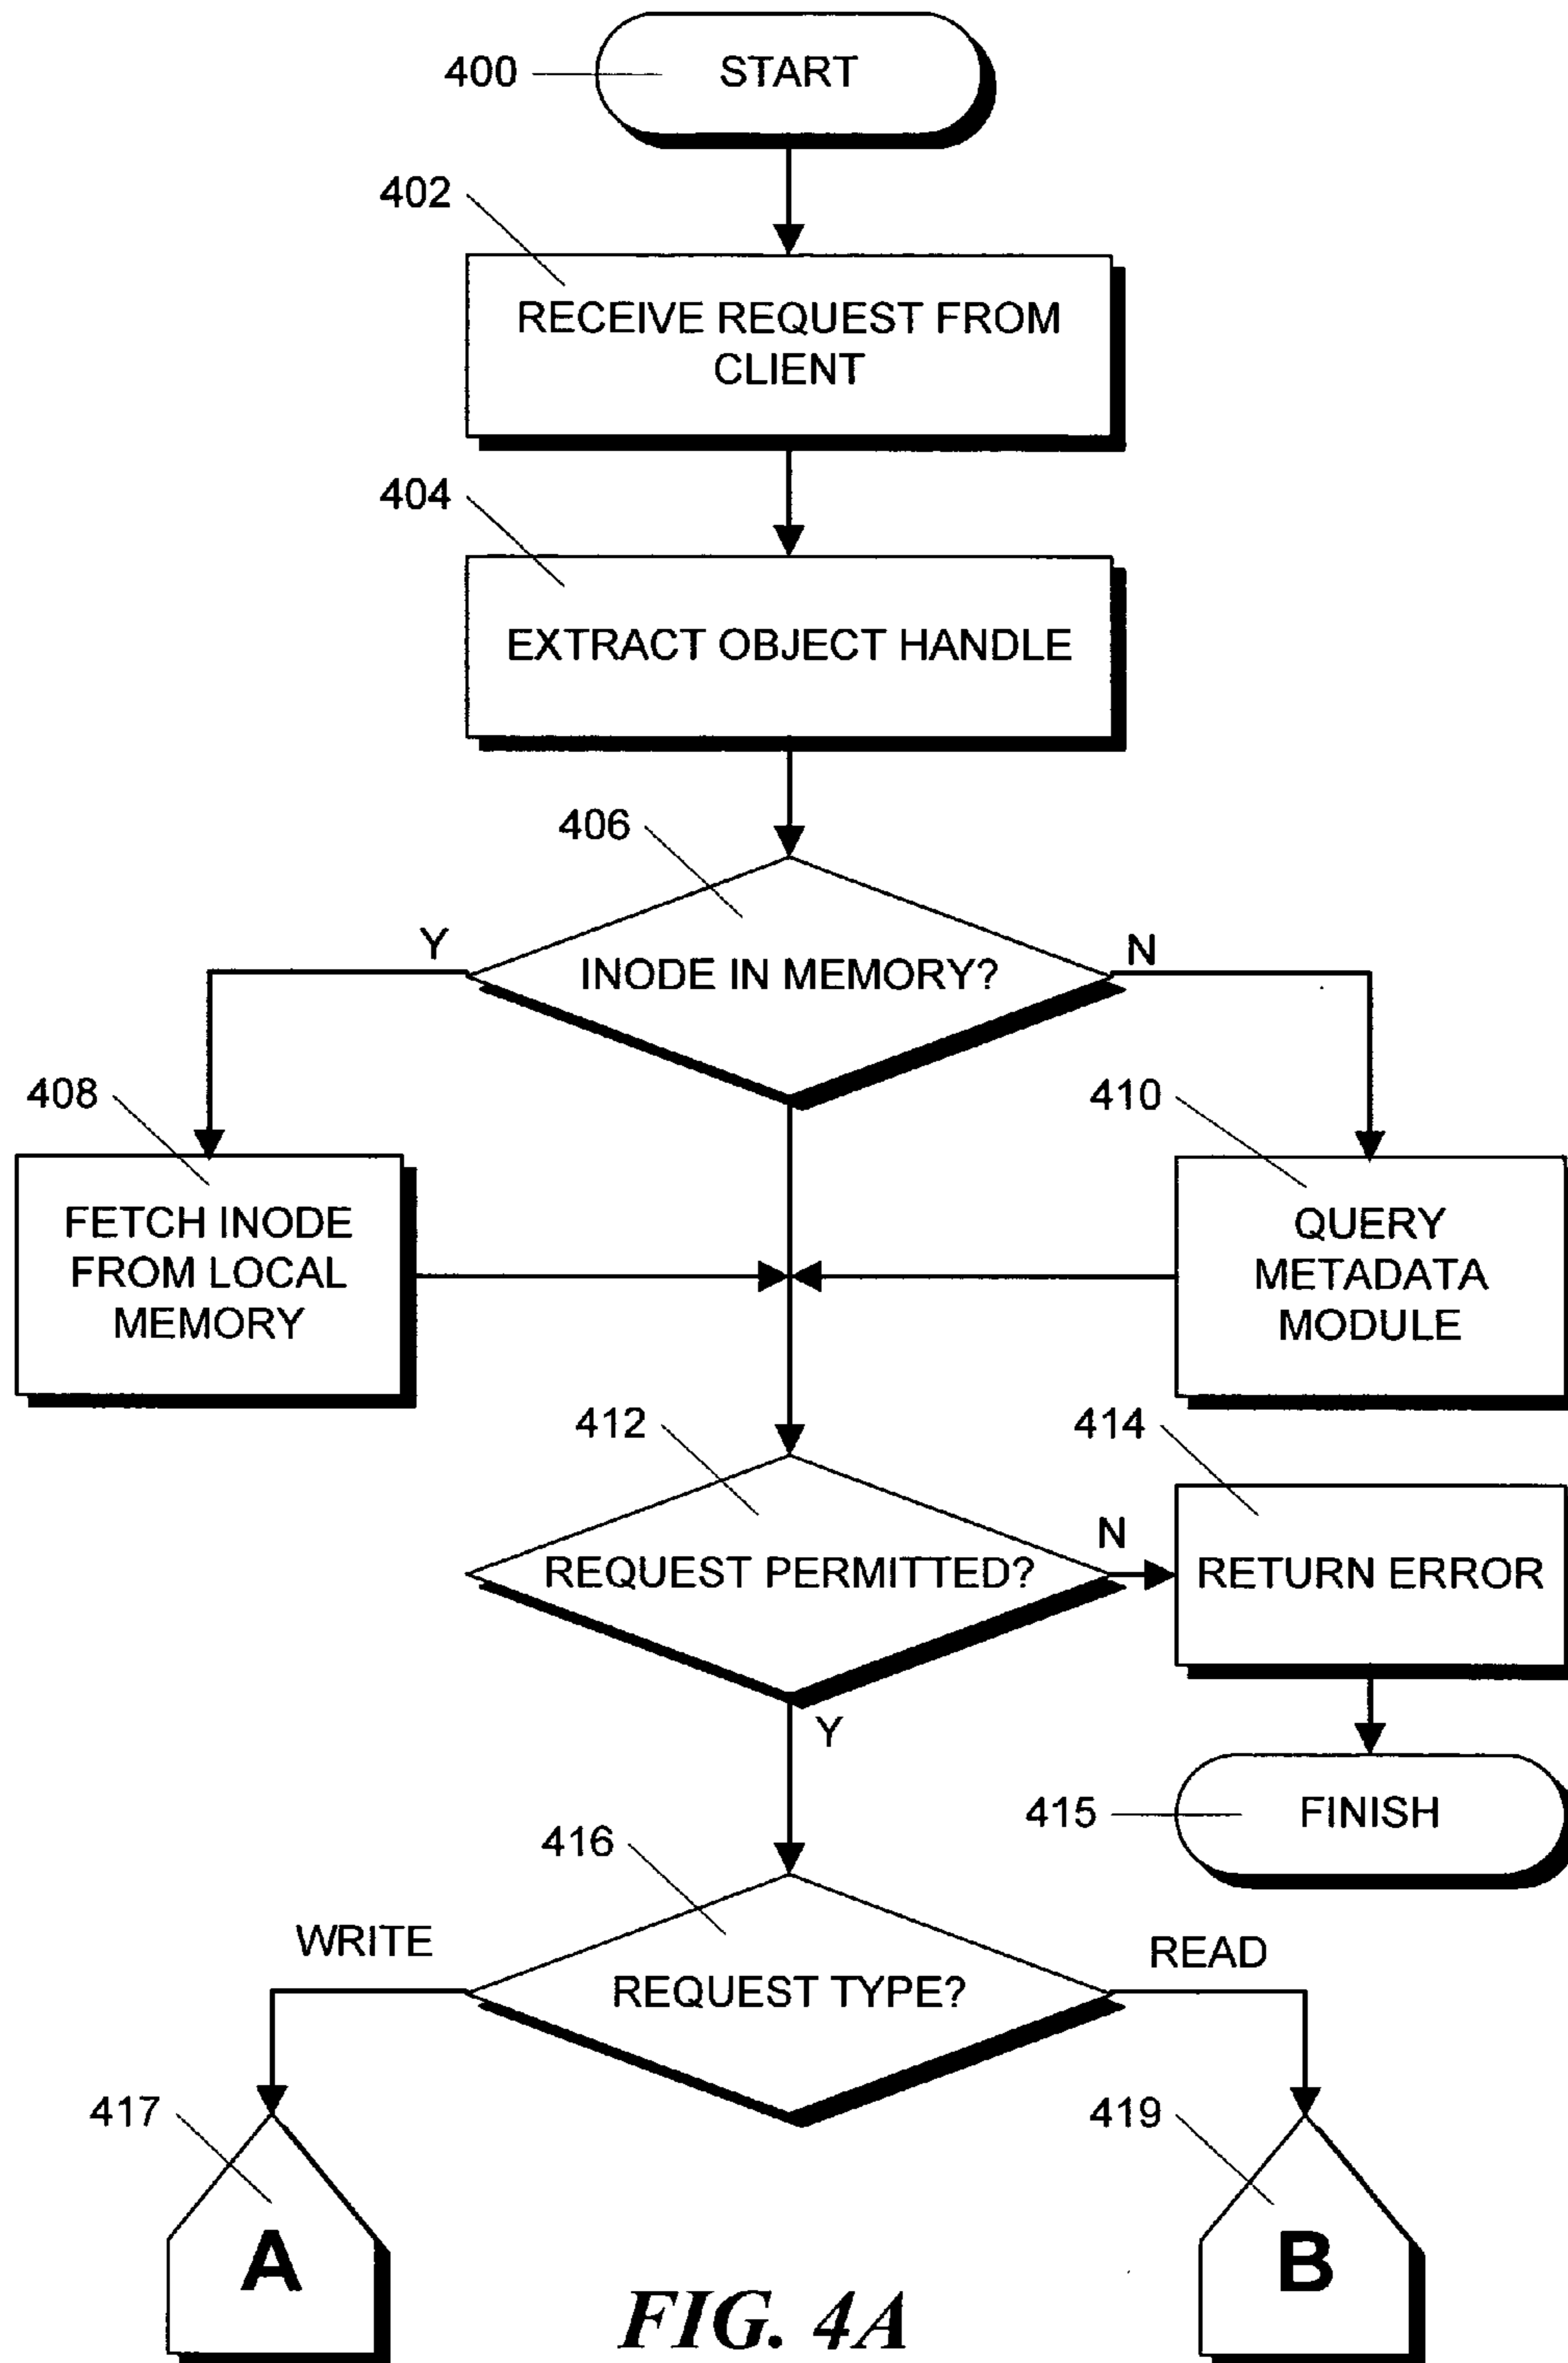 400
START
402
RECEIVE REQUEST FROM
CLIENT
404
EXTRACT OBJECT HANDLE
406
Y
INODE IN MEMORY?
N
408
FETCH INODE
FROM LOCAL
MEMORY
410
QUERY
METADATA
MODULE
412
REQUEST PERMITTED?
N
Y
414
RETURN ERROR
415
FINISH
416
WRITE
REQUEST TYPE?
READ
417
A
419
B
FIG. 4A